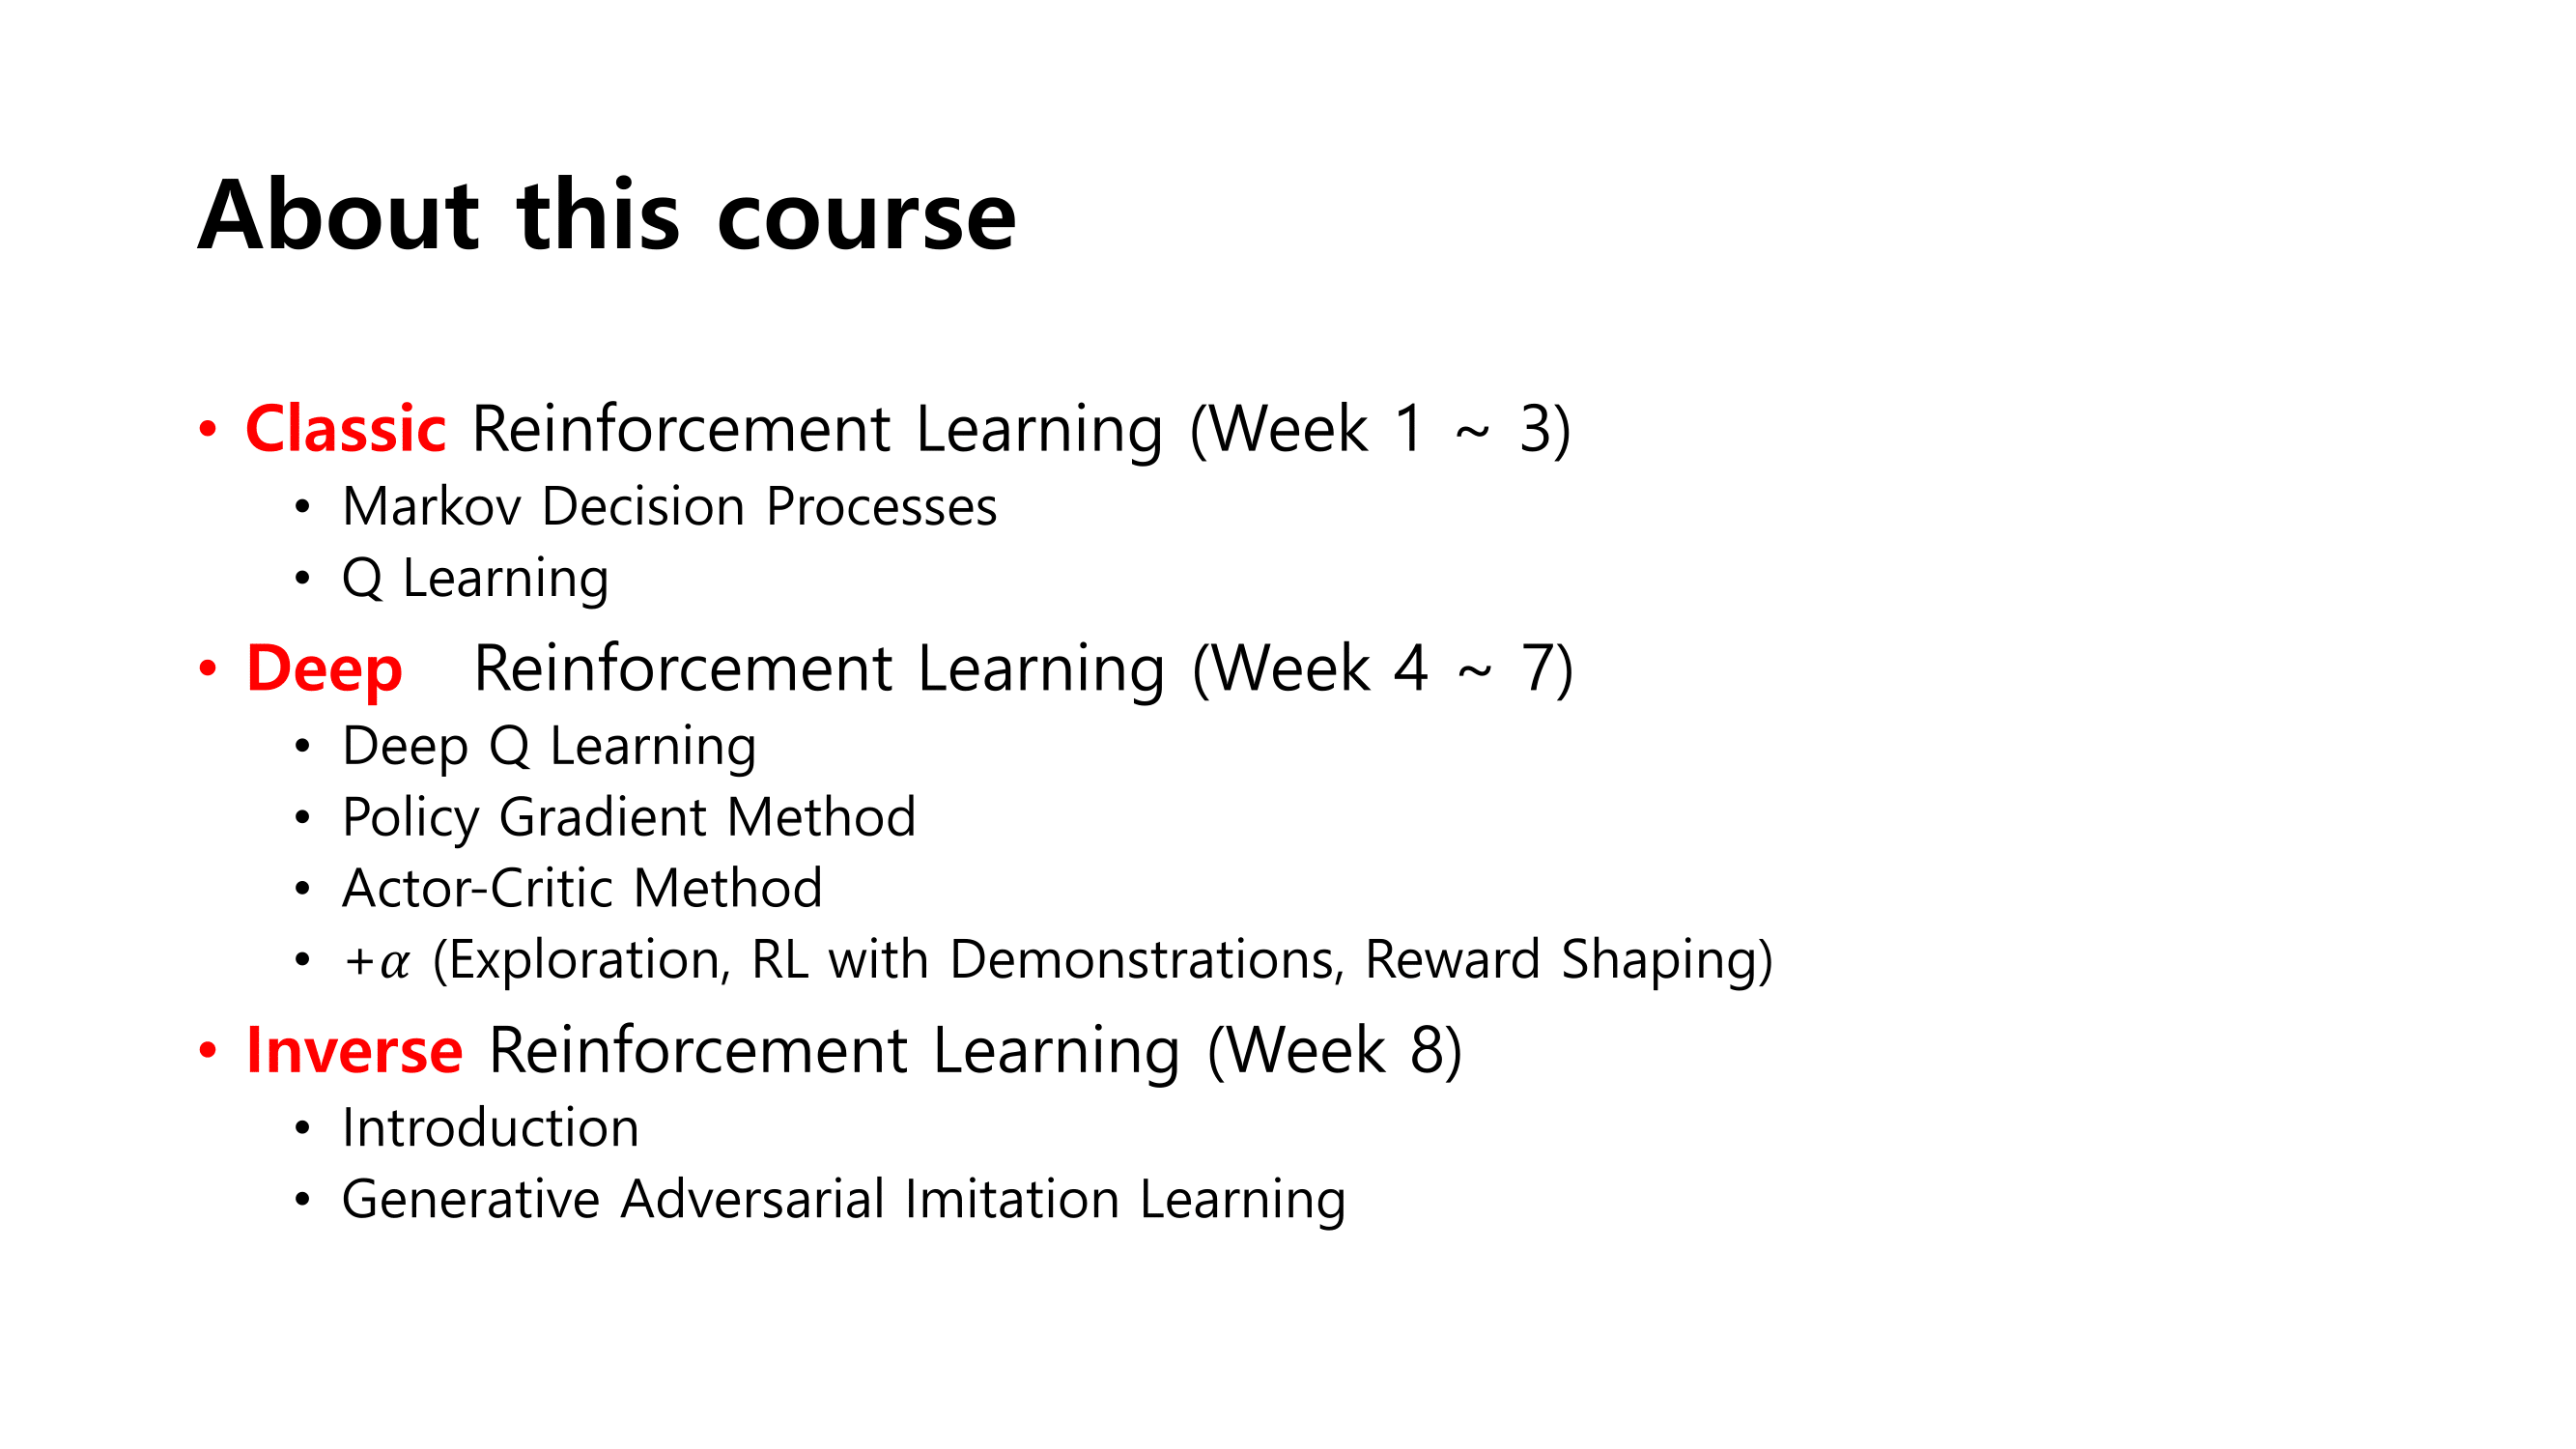 About this course
• Classic Reinforcement Learning (Week 1 ~ 3)
• Markov Decision Processes
• Q Learning
• Deep Reinforcement Learning (Week 4 ~ 7)
• Deep Q Learning
• Policy Gradient Method
• Actor-Critic Method
• +𝛼 (Exploration, RL with Demonstrations, Reward Shaping)
• Inverse Reinforcement Learning (Week 8)
• Introduction
• Generative Adversarial Imitation Learning